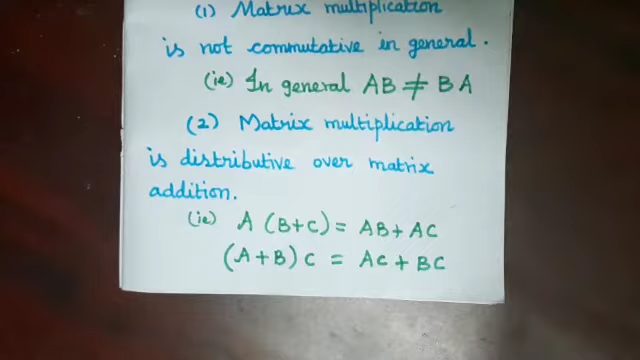 (1) Matrix multiplication
is not commutative in general.
(ie) In general AB ≠ BA
(2) Matrix multiplication
is distributive over matrix
addition.
(ie) A (B+C) = AB + AC
(A+B) C = AC + BC